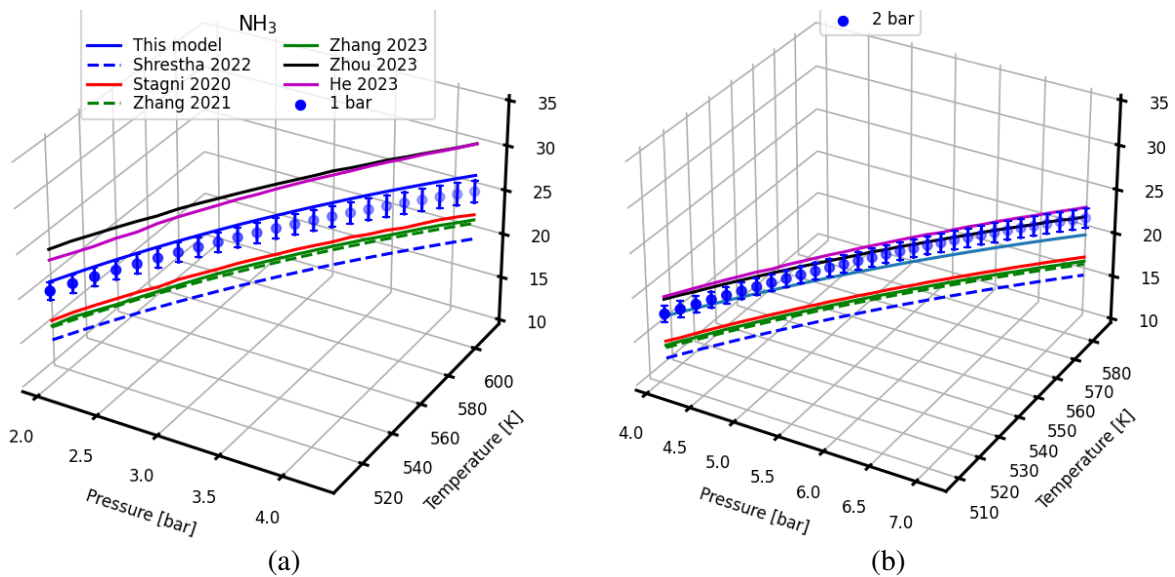 NH3
This model
Shrestha 2022
Stagni 2020
Zhang 2021
Zhang 2023
Zhou 2023
He 2023
1 bar
35
30
25
20
15
10
600
580
560
540
520
Temperature [K]
2.0
2.5
3.0
3.5
4.0
Pressure [bar]
(a)
2 bar
35
30
25
20
15
10
580
570
560
550
540
530
520
510
Temperature [K]
4.0
4.5
5.0
5.5
6.0
6.5
7.0
Pressure [bar]
(b)